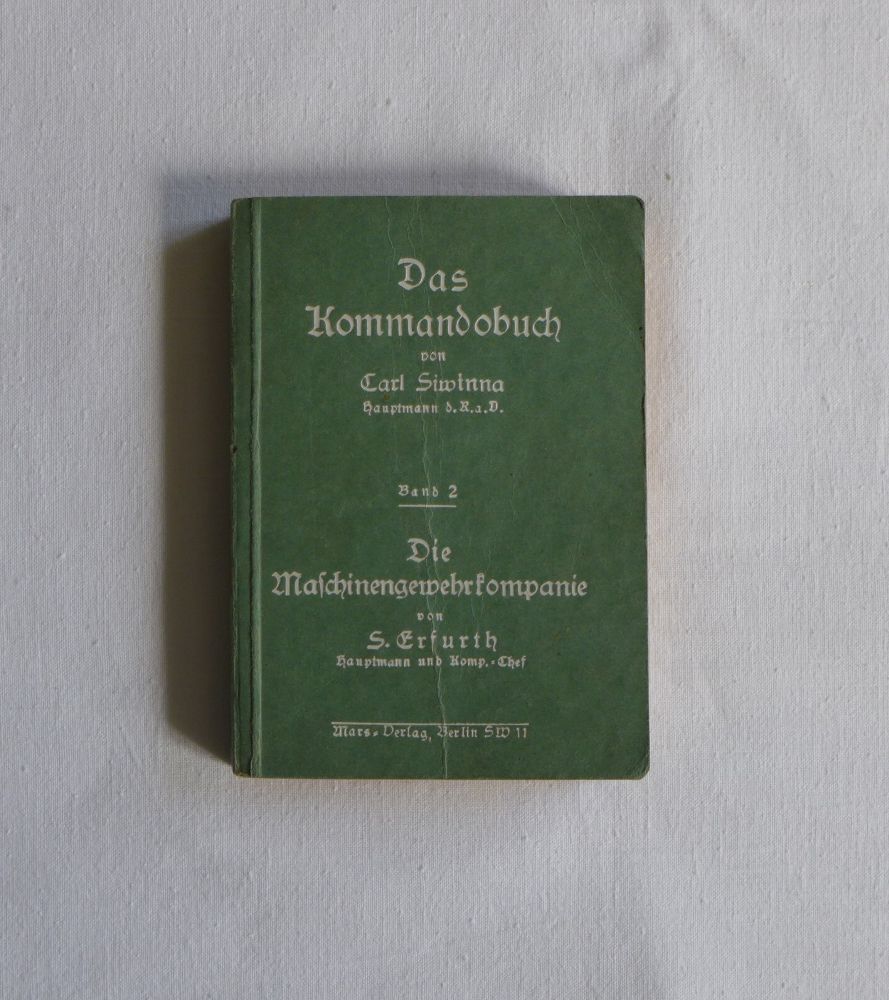 Das
Kommandobuch
von
Carl Siwinna
Hauptmann d. R. a. D.
Band 2
Die
Maſchinengewehrkompanie
von
S. Erfurth
Hauptmann und Komp.-Chef
Mars-Verlag, Berlin SW 11